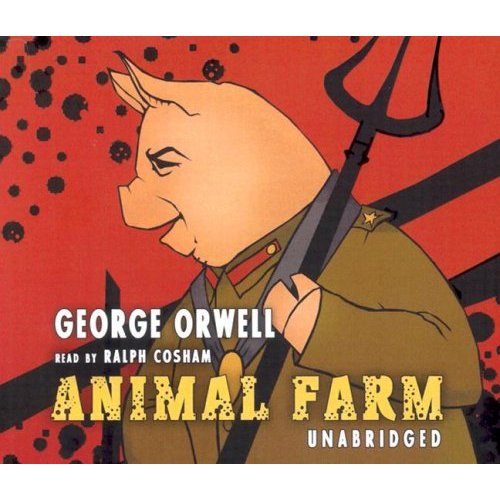 GEORGE ORWELL
READ BY RALPH COSHAM
ANIMAL FARM
UNABRIDGED